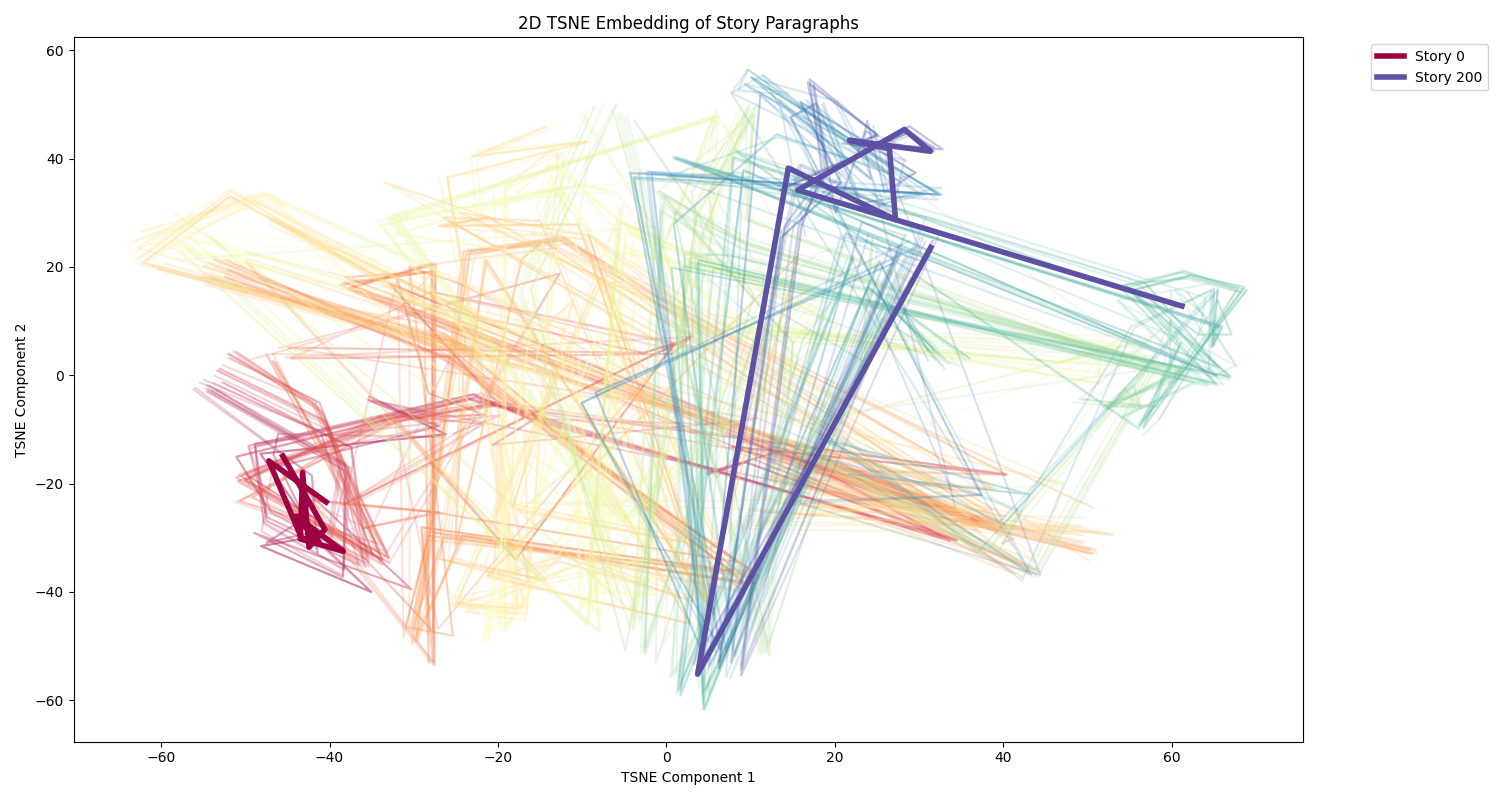 2D TSNE Embedding of Story Paragraphs
Story 0
Story 200
60
40
20
0
−20
−40
−60
TSNE Component 2
−60
−40
−20
0
20
40
60
TSNE Component 1